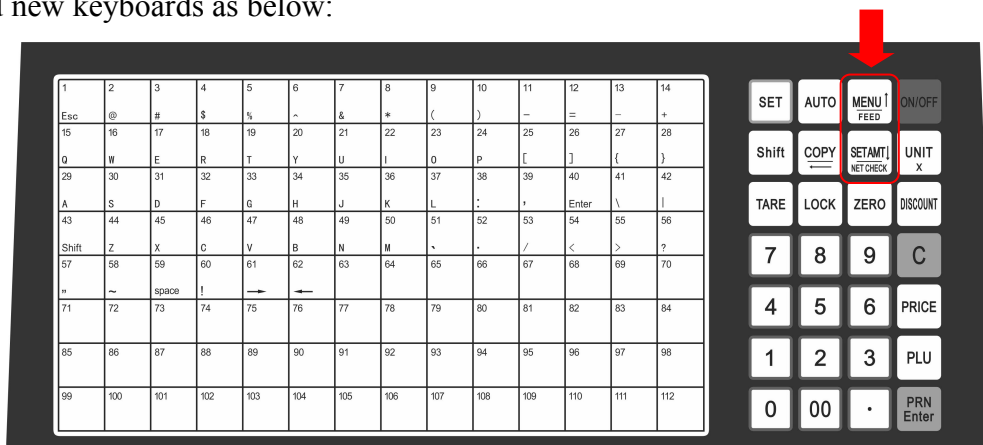 new keyboards as below:
1 2 3 4 5 6 7 8 9 10 11 12 13 14
Esc @ # $ % ^ & * ( ) – = − +
15 16 17 18 19 20 21 22 23 24 25 26 27 28
Q W E R T Y U I O P [ ] { }
29 30 31 32 33 34 35 36 37 38 39 40 41 42
A S D F G H J K L : , Enter \ |
43 44 45 46 47 48 49 50 51 52 53 54 55 56
Shift Z X C V B N M 、 . / < > ?
57 58 59 60 61 62 63 64 65 66 67 68 69 70
" ~ space ! → ←
71 72 73 74 75 76 77 78 79 80 81 82 83 84
85 86 87 88 89 90 91 92 93 94 95 96 97 98
99 100 101 102 103 104 105 106 107 108 109 110 111 112
SET AUTO MENU↑ ON/OFF
FEED
Shift COPY SETAMT↓ UNIT
← NET CHECK X
TARE LOCK ZERO DISCOUNT
7 8 9 C
4 5 6 PRICE
1 2 3 PLU
0 00 . PRN
Enter